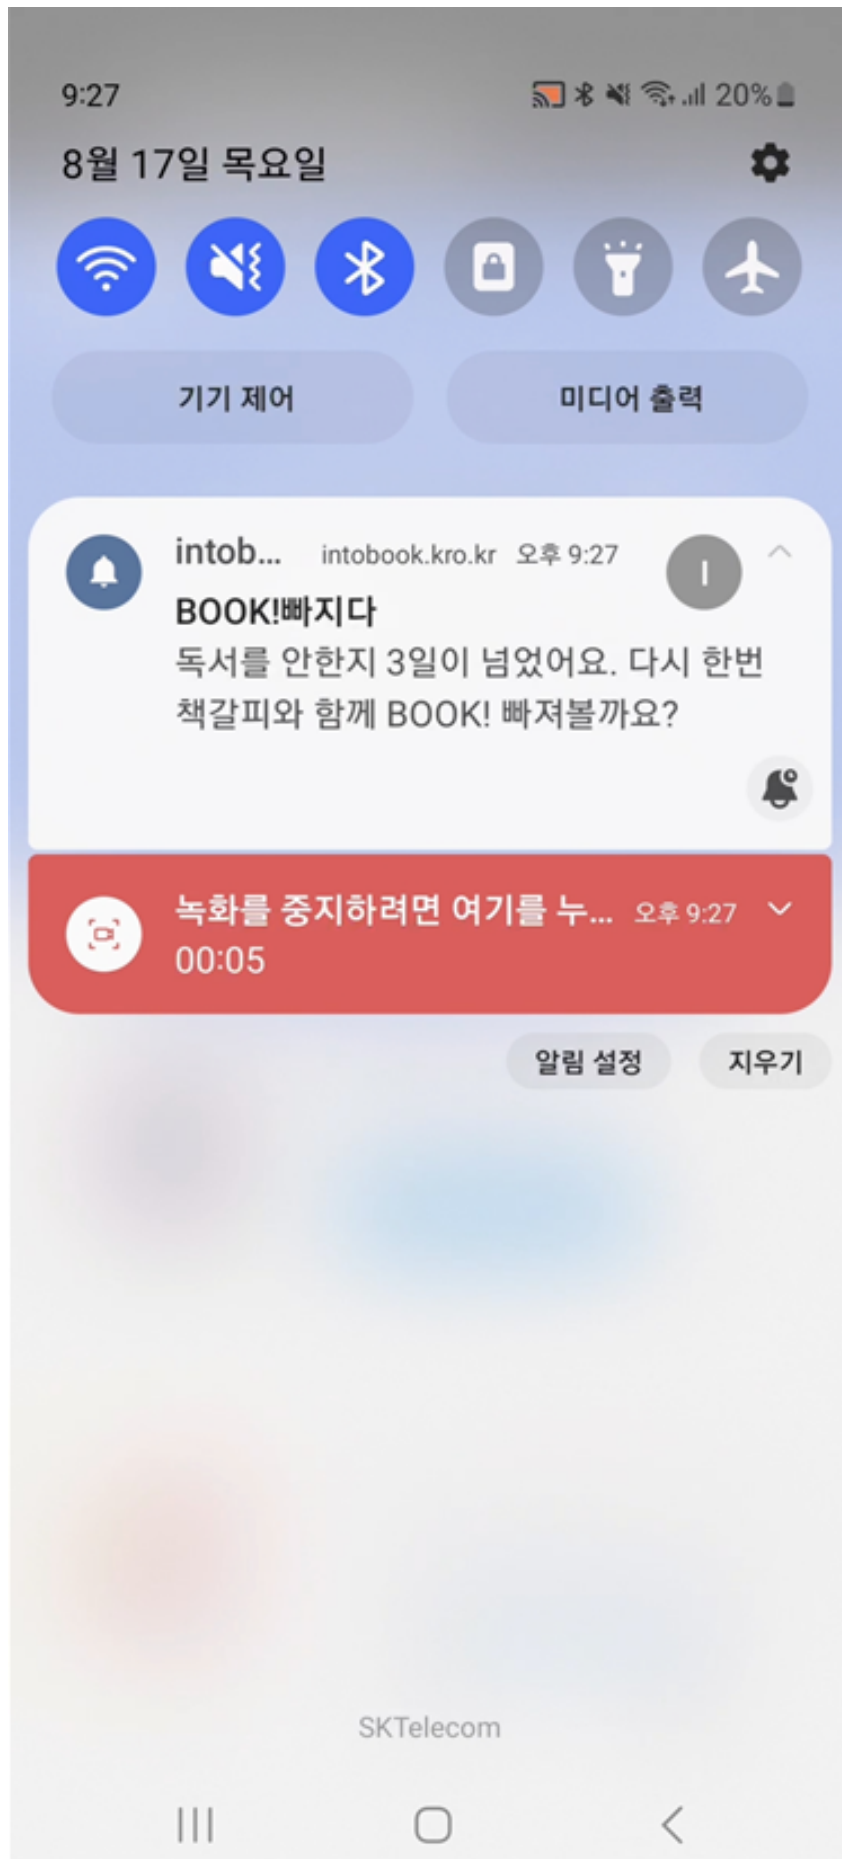 9:27 20%
8월 17일 목요일
기기 제어 미디어 출력
intob... intobook.kro.kr 오후 9:27 I
BOOK!빠지다
독서를 안한지 3일이 넘었어요. 다시 한번
책갈피와 함께 BOOK! 빠져볼까요?
녹화를 중지하려면 여기를 누... 오후 9:27
00:05
알림 설정 지우기
SKTelecom